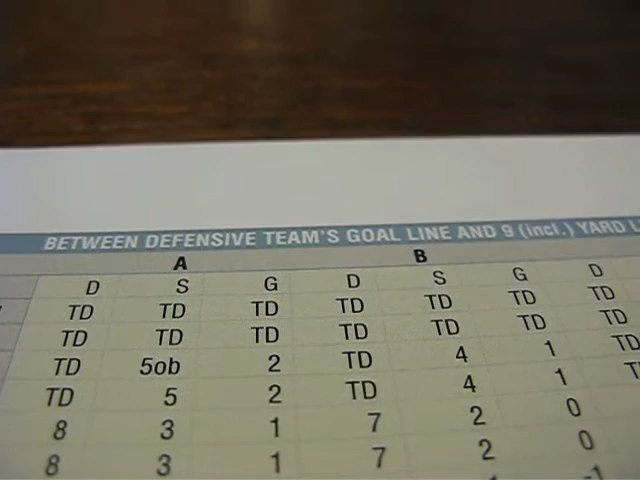 BETWEEN DEFENSIVE TEAM'S GOAL LINE AND 9 (incl.) YARD L
A B
D S G D S G D
TD TD TD TD TD TD TD
TD TD TD TD TD TD TD
TD 5ob 2 TD 4 1 TD
TD 5 2 TD 4 1 T
8 3 1 7 2 0
8 3 1 7 2 0
-1